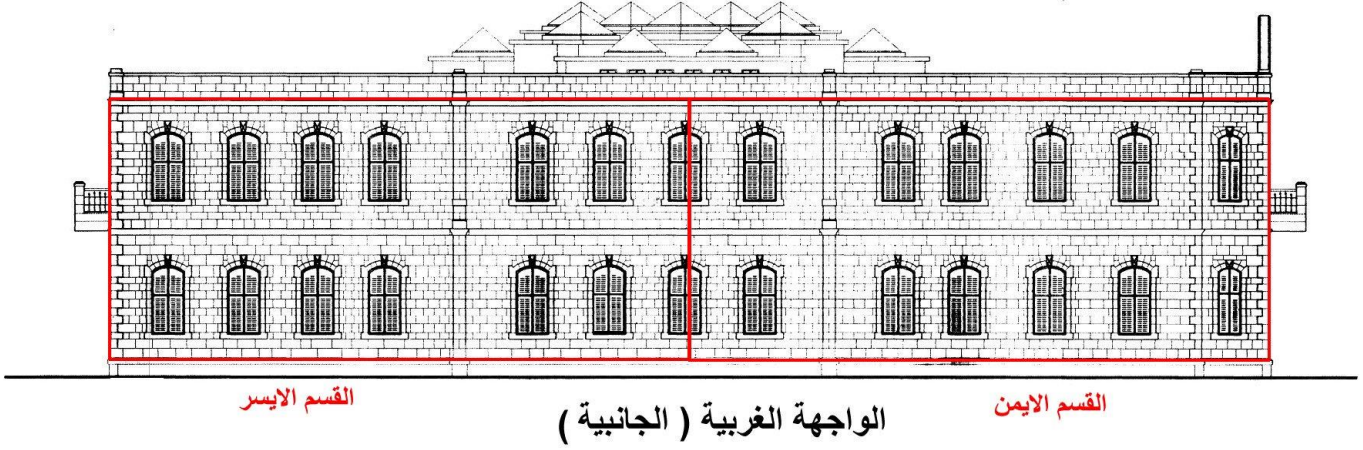 القسم الايمن
القسم الايسر
الواجهة الغربية ( الجانبية )